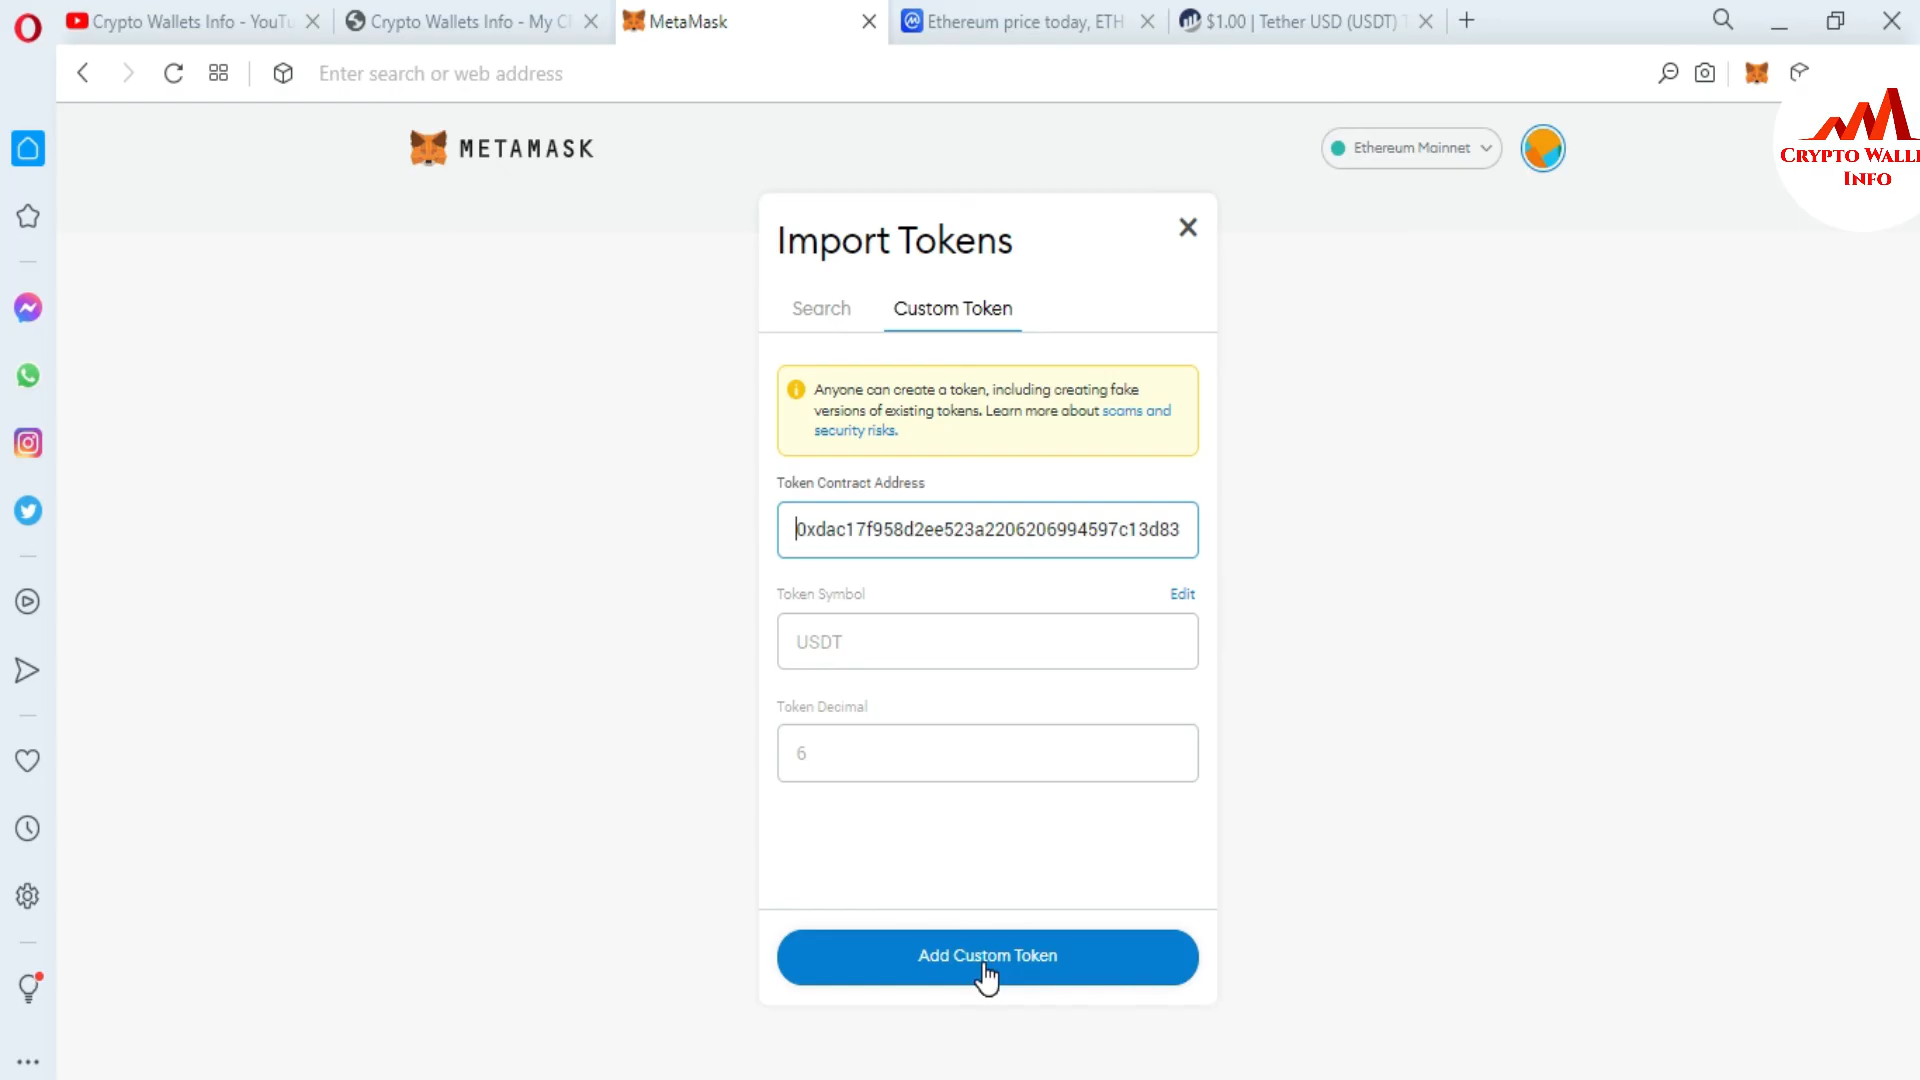 Crypto Wallets Info - YouTu
Crypto Wallets Info - My C
MetaMask
Ethereum price today, ETH
$1.00 | Tether USD (USDT) T
Enter search or web address
METAMASK
Ethereum Mainnet
CRYPTO WALLE
INFO
Import Tokens
Search
Custom Token
Anyone can create a token, including creating fake
versions of existing tokens. Learn more about scams and
security risks.
Token Contract Address
0xdac17f958d2ee523a2206206994597c13d83
Token Symbol
Edit
USDT
Token Decimal
6
Add Custom Token